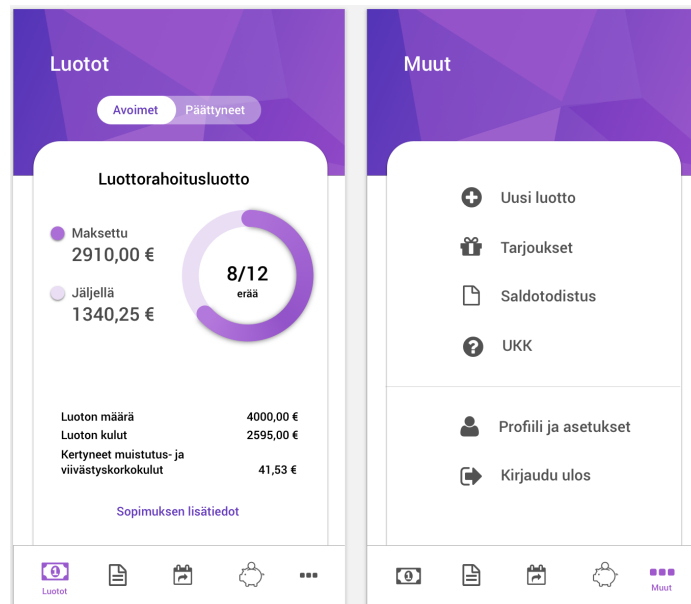 Luotot
Avoimet
Päättyneet
Luottorahoitusluotto
Maksettu
2910,00 €
Jäljellä
1340,25 €
8/12
erää
Luoton määrä
4000,00 €
Luoton kulut
2595,00 €
Kertyneet muistutus- ja
viivästyskorkokulut
41,53 €
Sopimuksen lisätiedot
1
Luotot
Muut
Uusi luotto
Tarjoukset
Saldotodistus
UKK
Profiili ja asetukset
Kirjaudu ulos
1
Muut